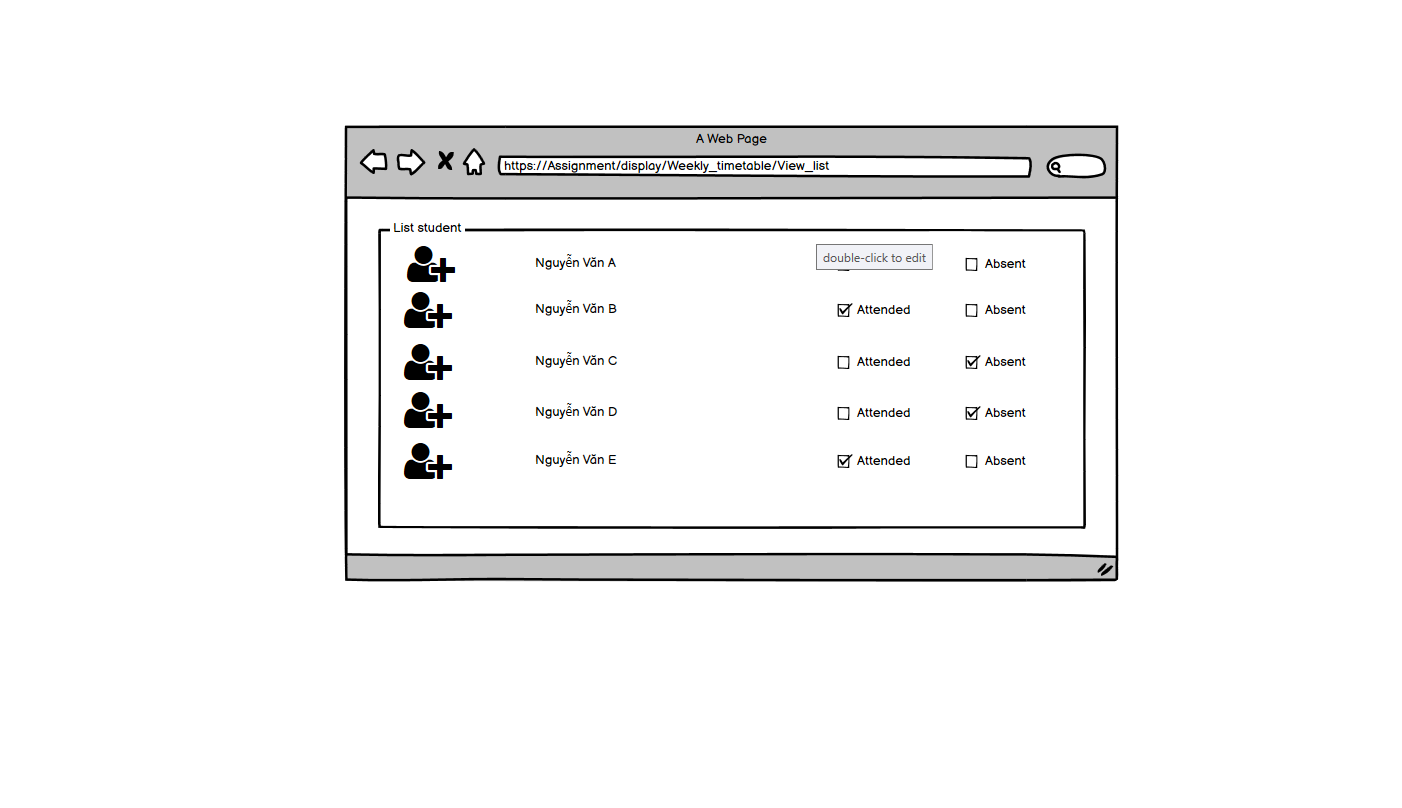 A Web Page
https://Assignment/display/Weekly_timetable/View_list
List student
Nguyễn Văn A double-click to edit Absent
Nguyễn Văn B Attended Absent
Nguyễn Văn C Attended Absent
Nguyễn Văn D Attended Absent
Nguyễn Văn E Attended Absent